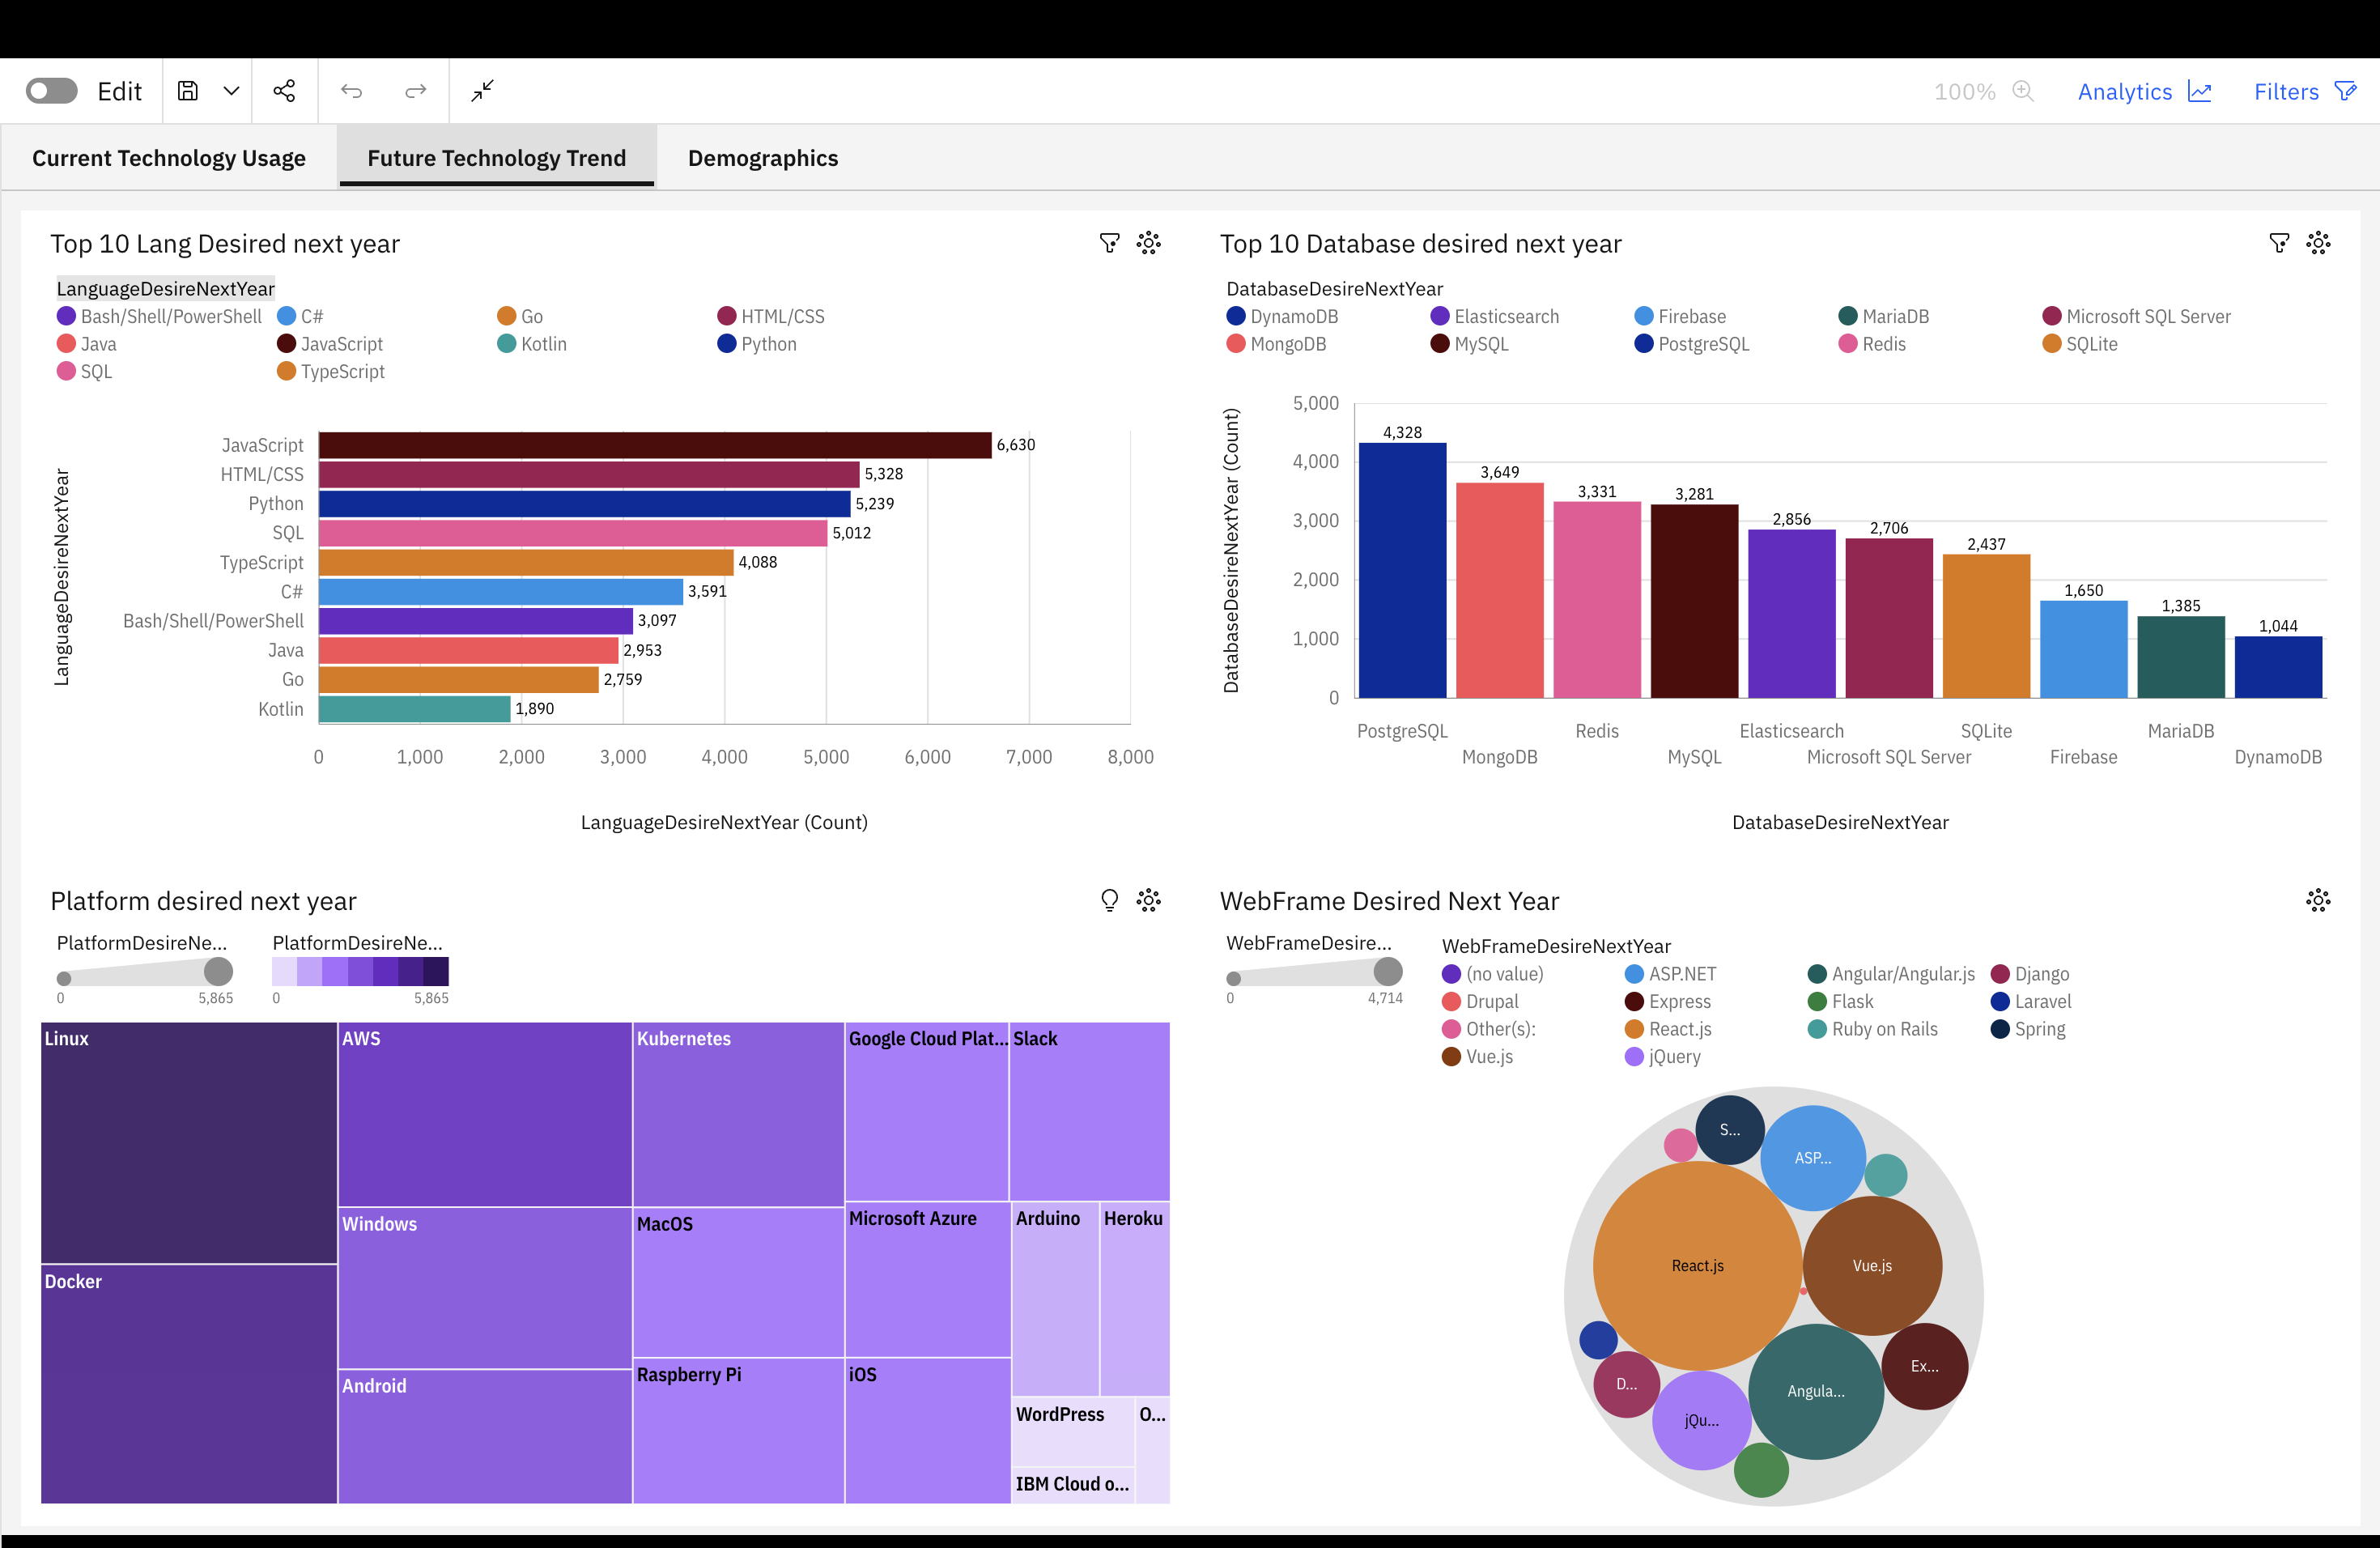 Edit
100% Analytics Filters
Current Technology Usage Future Technology Trend Demographics
Top 10 Lang Desired next year
LanguageDesireNextYear
Bash/Shell/PowerShell C# Go HTML/CSS
Java JavaScript Kotlin Python
SQL TypeScript
LanguageDesireNextYear
JavaScript 6,630
HTML/CSS 5,328
Python 5,239
SQL 5,012
TypeScript 4,088
C# 3,591
Bash/Shell/PowerShell 3,097
Java 2,953
Go 2,759
Kotlin 1,890
0 1,000 2,000 3,000 4,000 5,000 6,000 7,000 8,000
LanguageDesireNextYear (Count)
Top 10 Database desired next year
DatabaseDesireNextYear
DynamoDB Elasticsearch Firebase MariaDB Microsoft SQL Server
MongoDB MySQL PostgreSQL Redis SQLite
DatabaseDesireNextYear (Count)
5,000
4,000
3,000
2,000
1,000
0
4,328 3,649 3,331 3,281 2,856 2,706 2,437 1,650 1,385 1,044
PostgreSQL Redis Elasticsearch SQLite MariaDB
MongoDB MySQL Microsoft SQL Server Firebase DynamoDB
DatabaseDesireNextYear
Platform desired next year
PlatformDesireNe... PlatformDesireNe...
0 5,865 0 5,865
Linux AWS Kubernetes Google Cloud Plat... Slack
Windows MacOS Microsoft Azure Arduino Heroku
Docker
Android Raspberry Pi iOS
WordPress O...
IBM Cloud o...
WebFrame Desired Next Year
WebFrameDesire... WebFrameDesireNextYear
0 4,714
(no value) ASP.NET Angular/Angular.js Django
Drupal Express Flask Laravel
Other(s): React.js Ruby on Rails Spring
Vue.js jQuery
S...
ASP...
React.js Vue.js
Ex...
D... Angula...
jQu...